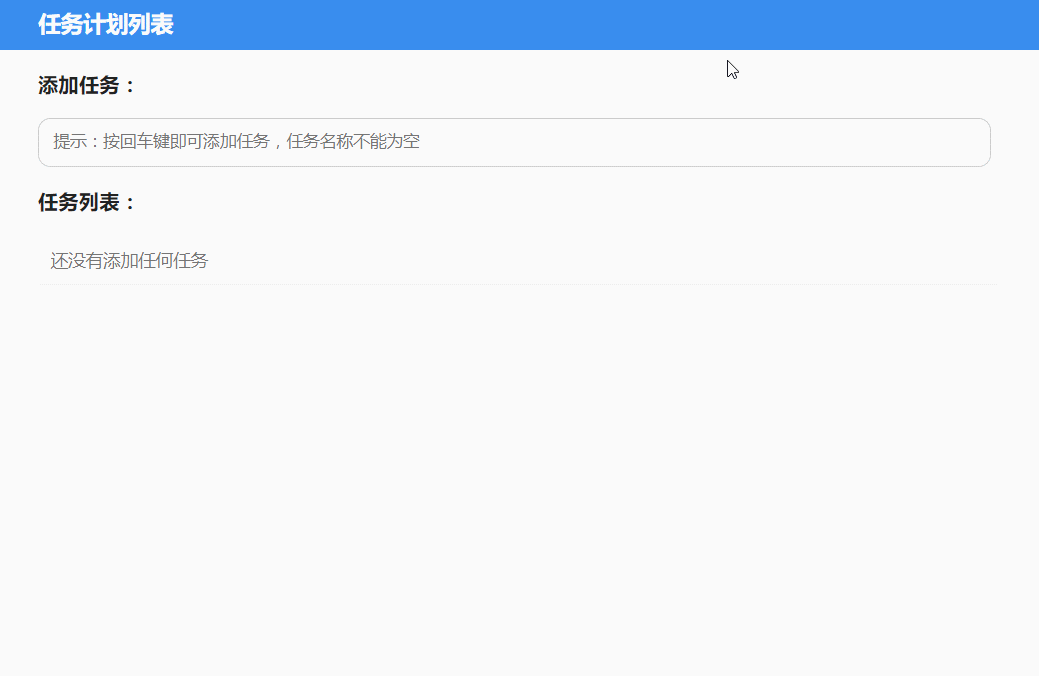 任务计划列表
添加任务：
提示：按回车键即可添加任务，任务名称不能为空
任务列表：
还没有添加任何任务